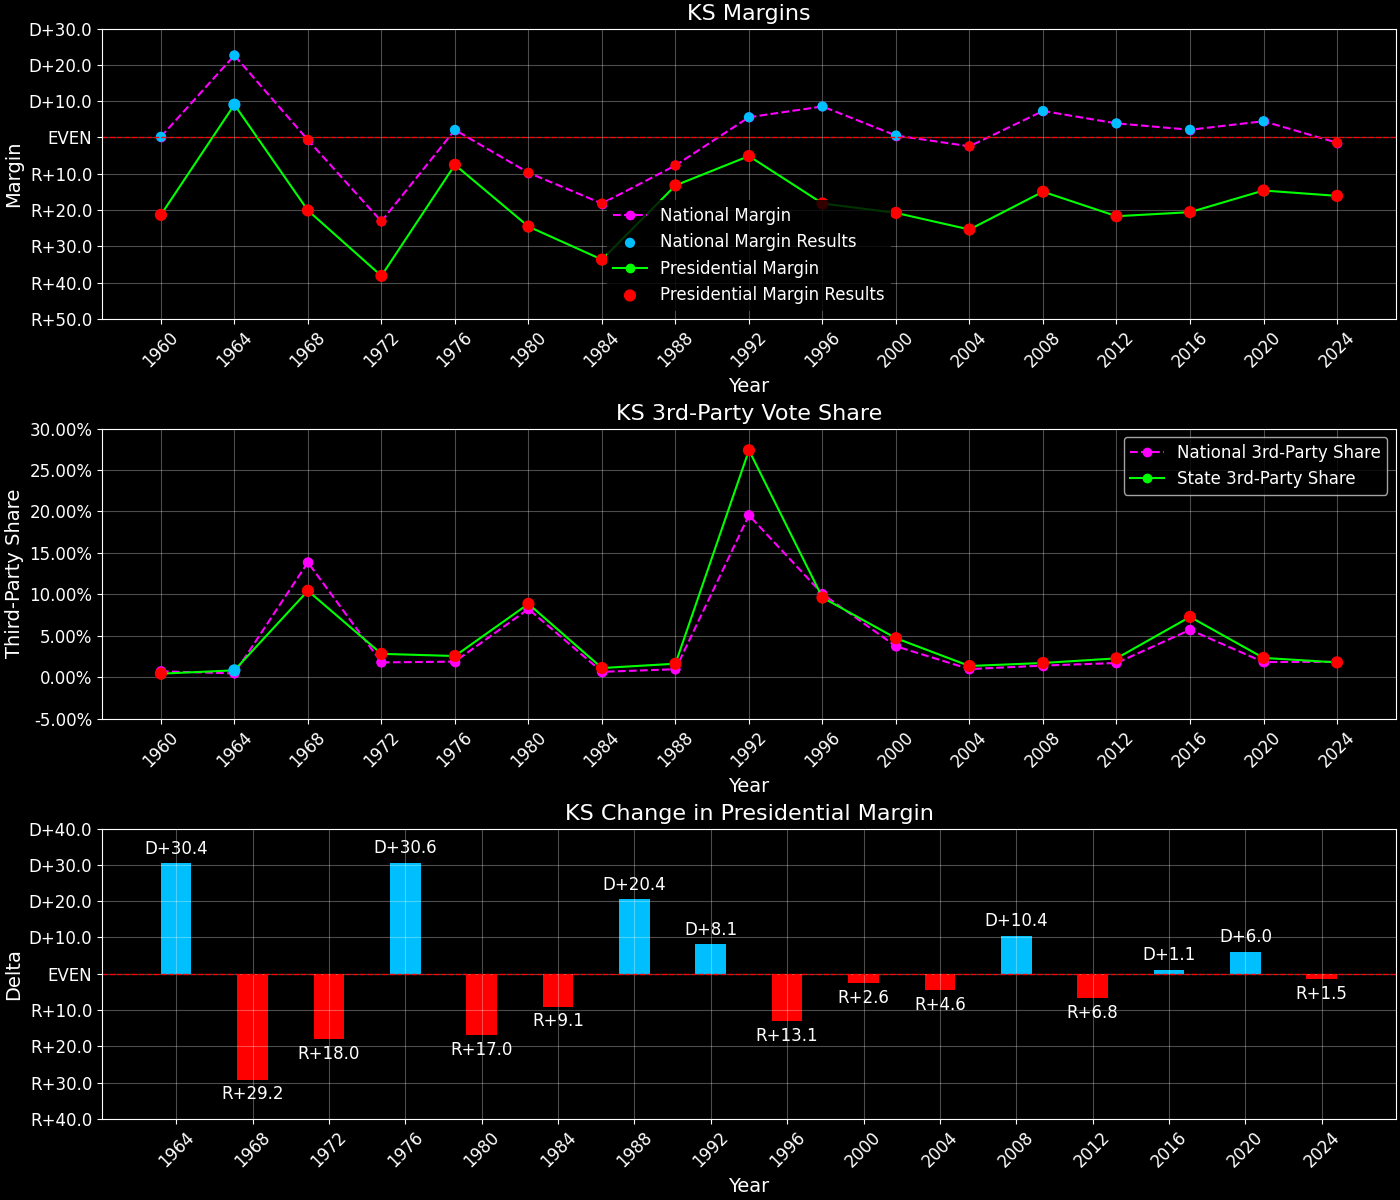 KS Margins
D+30.0
D+20.0
D+10.0
EVEN
R+10.0
R+20.0
R+30.0
R+40.0
R+50.0
Margin
National Margin
National Margin Results
Presidential Margin
Presidential Margin Results
1960 1964 1968 1972 1976 1980 1984 1988 1992 1996 2000 2004 2008 2012 2016 2020 2024
Year
KS 3rd-Party Vote Share
30.00%
25.00%
20.00%
15.00%
10.00%
5.00%
0.00%
-5.00%
Third-Party Share
National 3rd-Party Share
State 3rd-Party Share
1960 1964 1968 1972 1976 1980 1984 1988 1992 1996 2000 2004 2008 2012 2016 2020 2024
Year
KS Change in Presidential Margin
D+40.0
D+30.0
D+20.0
D+10.0
EVEN
R+10.0
R+20.0
R+30.0
R+40.0
Delta
D+30.4
R+29.2
R+18.0
D+30.6
R+17.0
R+9.1
D+20.4
D+8.1
R+13.1
R+2.6
R+4.6
D+10.4
R+6.8
D+1.1
D+6.0
R+1.5
1964 1968 1972 1976 1980 1984 1988 1992 1996 2000 2004 2008 2012 2016 2020 2024
Year